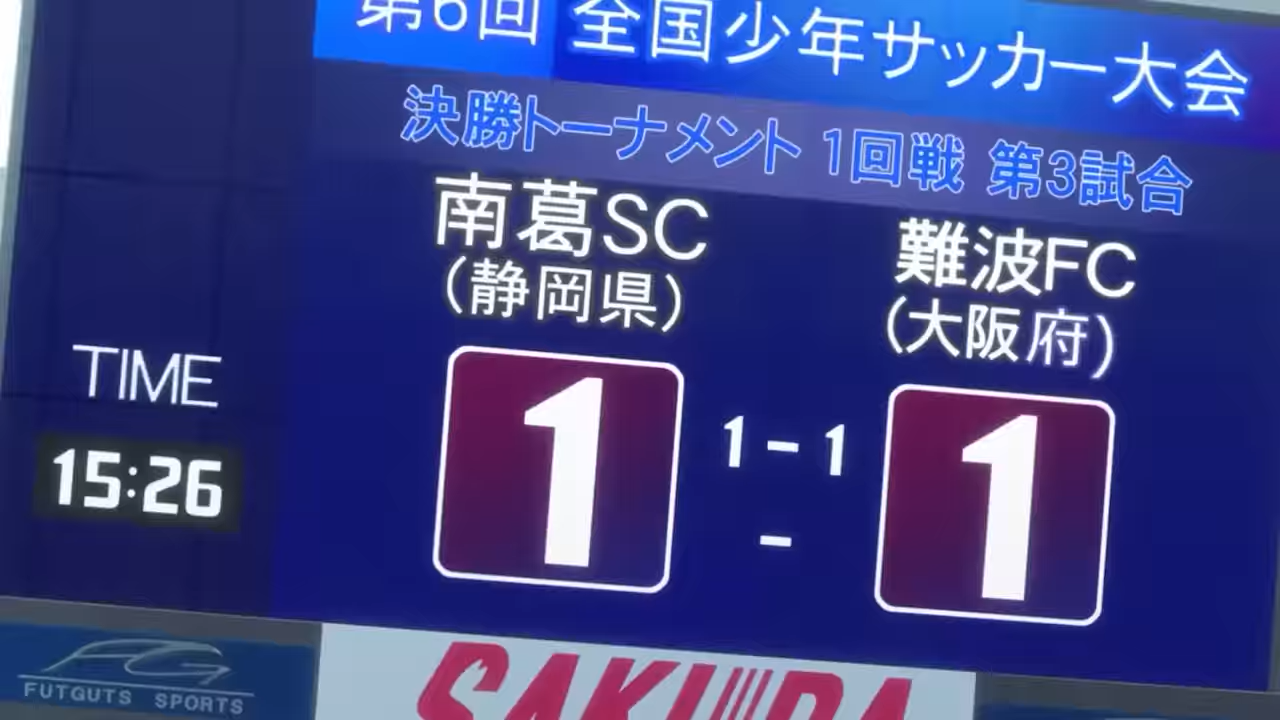 第6回 全国少年サッカー大会
決勝トーナメント 1回戦 第3試合
南葛SC
(静岡県)
難波FC
(大阪府)
TIME
15:26
1
1 - 1
-
1
FG
FUTGUTS SPORTS
SAKURA